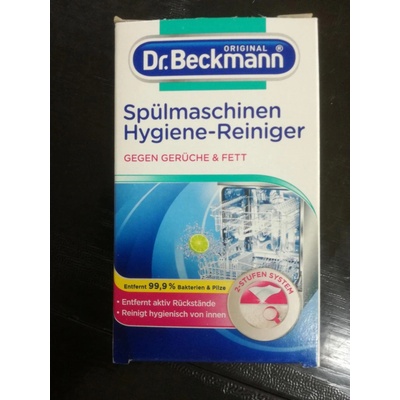 ORIGINAL
Dr.Beckmann®
Spülmaschinen
Hygiene-Reiniger
GEGEN GERÜCHE & FETT
Entfernt 99,9% Bakterien & Pilze
• Entfernt aktiv Rückstände
• Reinigt hygienisch von innen
2-STUFEN SYSTEM